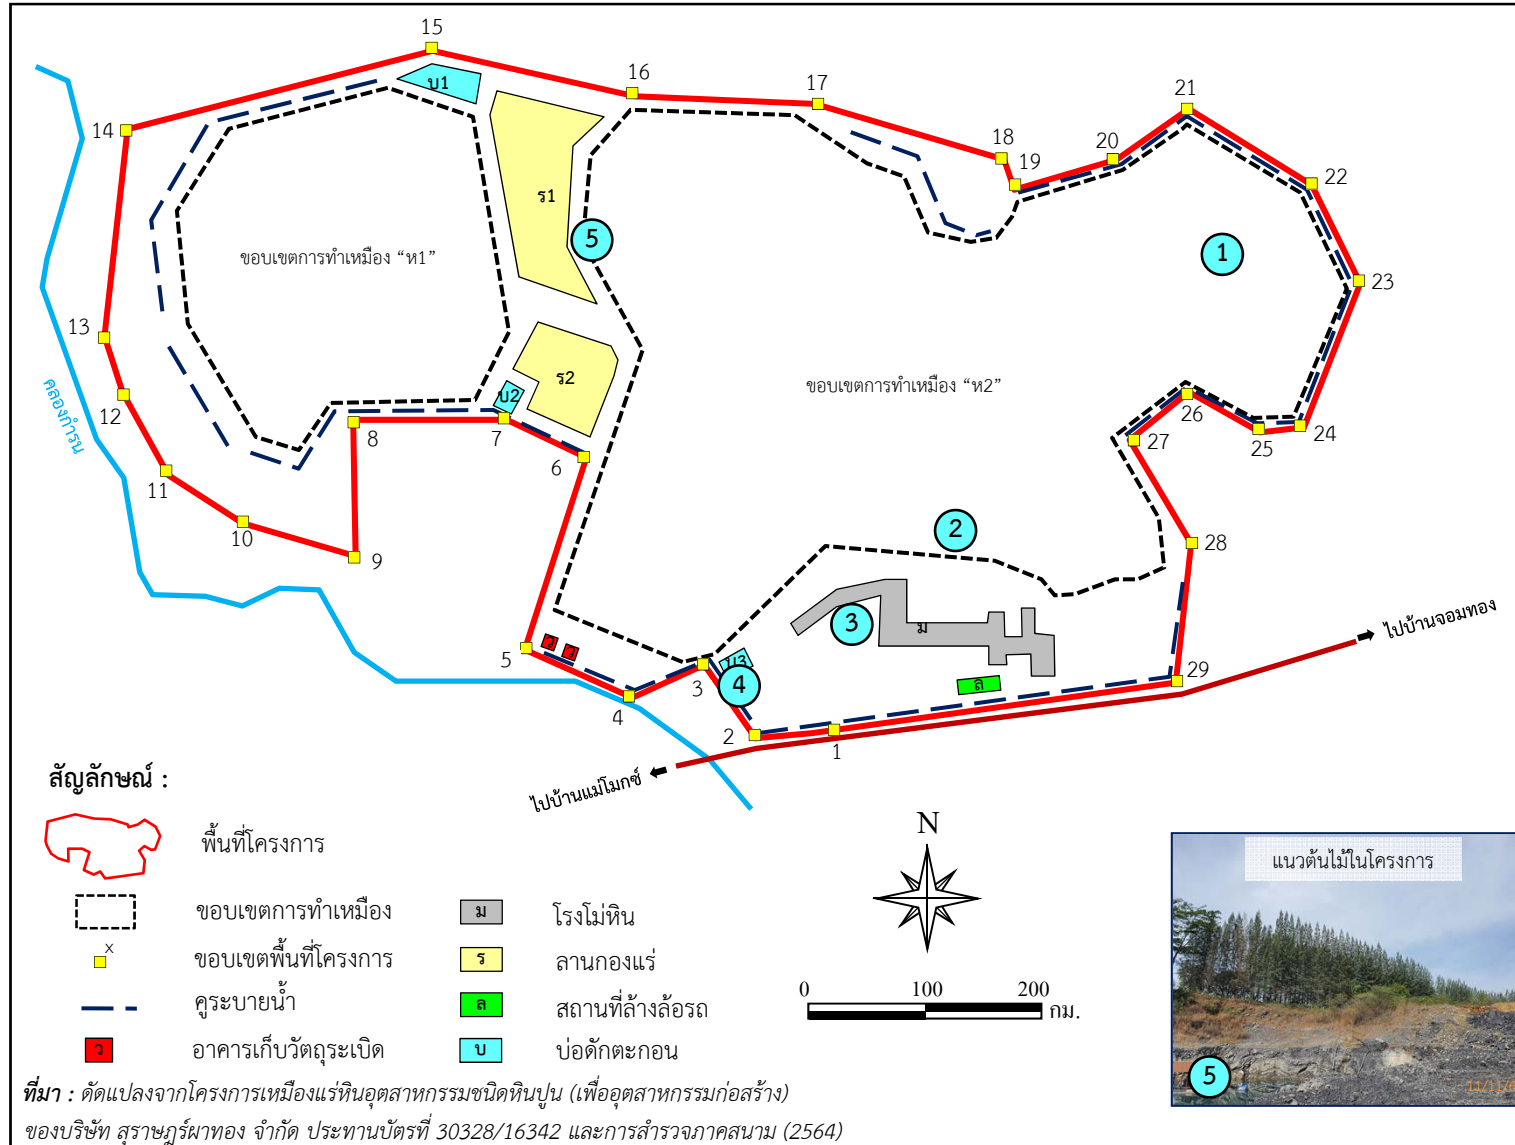 15
16
17
21
14
18
20
19
22
บ1
ร1
5
1
ขอบเขตการทำเหมือง “ห1”
23
13
ร2
ขอบเขตการทำเหมือง “ห2”
คลองกำรน
12
บ2
26
8
7
27
25
24
6
11
10
2
9
28
3
ม
ไปบ้านจอมทอง
5
ว
ว
3
บ3
4
ล
29
4
2
1
ไปบ้านแม่โมกซ์
สัญลักษณ์ :
พื้นที่โครงการ
ขอบเขตการทำเหมือง
ม
โรงโม่หิน
x
ขอบเขตพื้นที่โครงการ
ร
ลานกองแร่
คูระบายน้ำ
ล
สถานที่ล้างล้อรถ
ว
อาคารเก็บวัตถุระเบิด
บ
บ่อดักตะกอน
N
0 100 200
กม.
แนวต้นไม้ในโครงการ
5
ที่มา : ดัดแปลงจากโครงการเหมืองแร่หินอุตสาหกรรมชนิดหินปูน (เพื่ออุตสาหกรรมก่อสร้าง)
ของบริษัท สุราษฎร์ผาทอง จำกัด ประทานบัตรที่ 30328/16342 และการสำรวจภาคสนาม (2564)